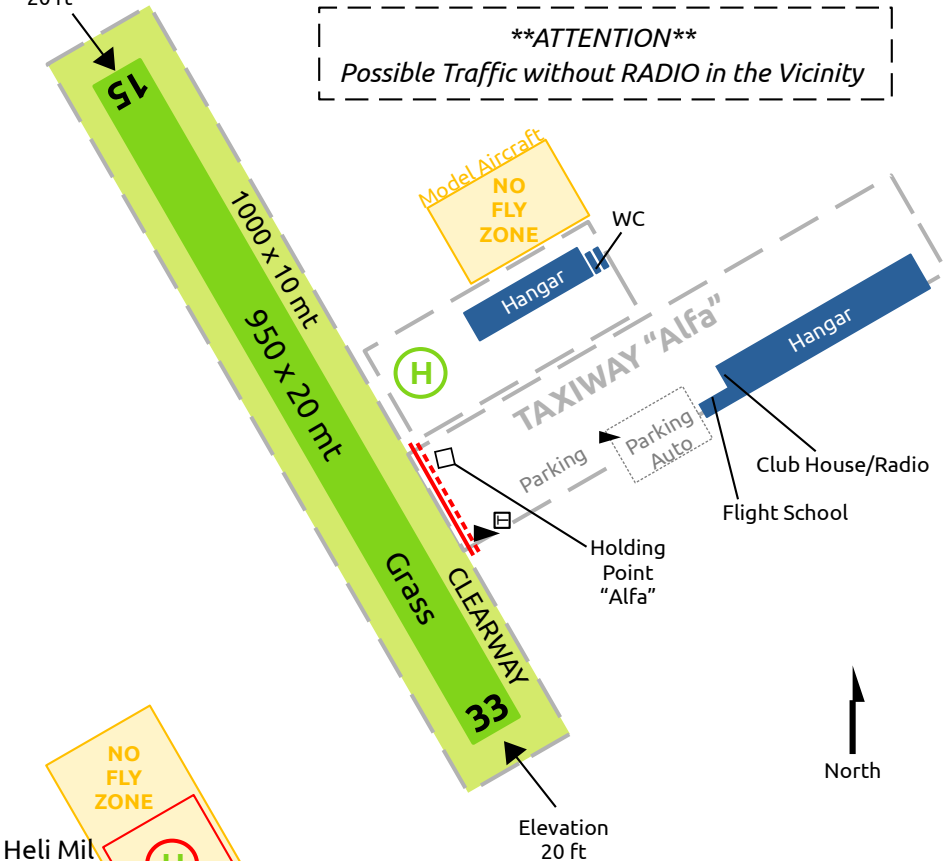 20 ft
**ATTENTION**
Possible Traffic without RADIO in the Vicinity
15
Model Aircraft
NO
FLY
ZONE
WC
Hangar
1000 x 10 mt
950 x 20 mt
H
TAXIWAY “Alfa”
Hangar
Parking
Parking
Auto
Club House/Radio
Flight School
T
Holding
Point
“Alfa”
Grass
CLEARWAY
33
North
NO
FLY
ZONE
Elevation
20 ft
Heli Mil
H